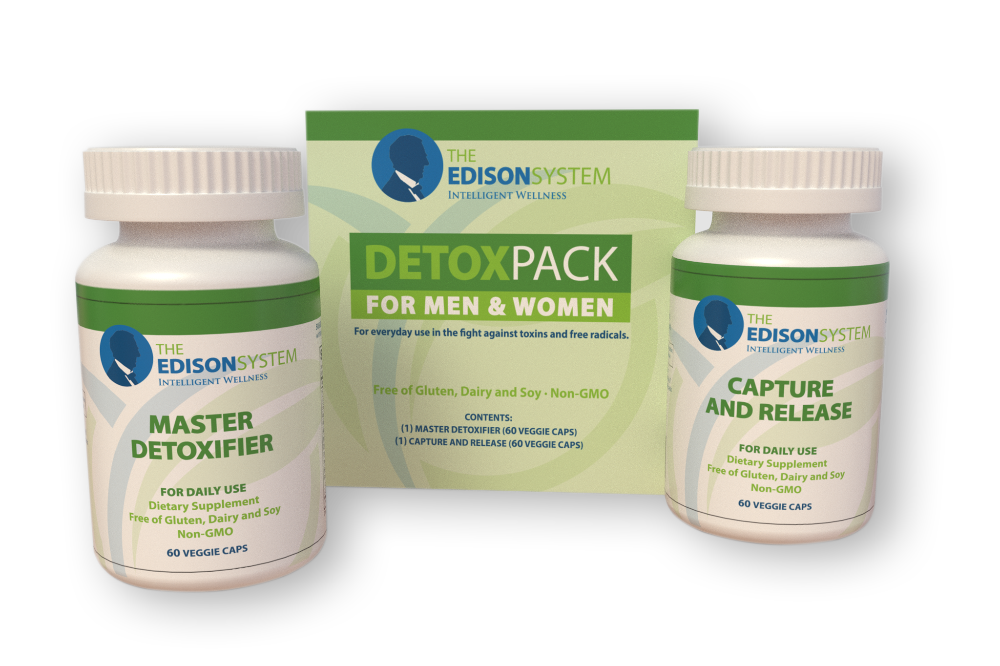 THE
EDISONSYSTEM
INTELLIGENT WELLNESS
MASTER
DETOXIFIER
FOR DAILY USE
Dietary Supplement
Free of Gluten, Dairy and Soy
Non-GMO
60 VEGGIE CAPS
THE
EDISONSYSTEM
INTELLIGENT WELLNESS
DETOXPACK
FOR MEN & WOMEN
For everyday use in the fight against toxins and free radicals.
Free of Gluten, Dairy and Soy · Non-GMO
CONTENTS:
(1) MASTER DETOXIFIER (60 VEGGIE CAPS)
(1) CAPTURE AND RELEASE (60 VEGGIE CAPS)
THE
EDISONSYSTEM
INTELLIGENT WELLNESS
CAPTURE
AND RELEASE
FOR DAILY USE
Dietary Supplement
Free of Gluten, Dairy and Soy
Non-GMO
60 VEGGIE CAPS